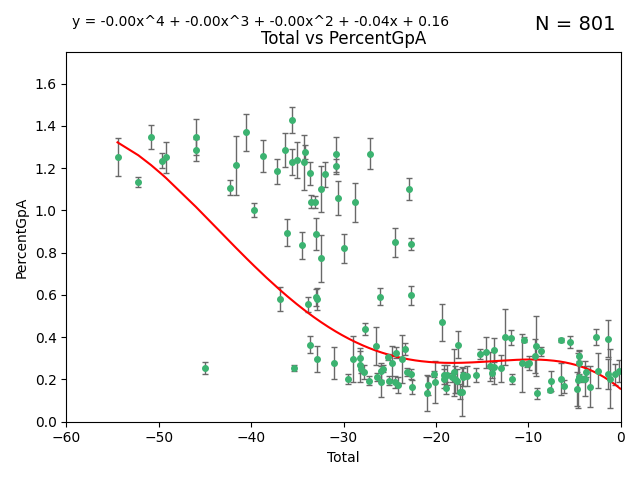 y = -0.00x^4 + -0.00x^3 + -0.00x^2 + -0.04x + 0.16
N = 801
Total vs PercentGpA
PercentGpA
1.6
1.4
1.2
1.0
0.8
0.6
0.4
0.2
0.0
−60 −50 −40 −30 −20 −10 0
Total